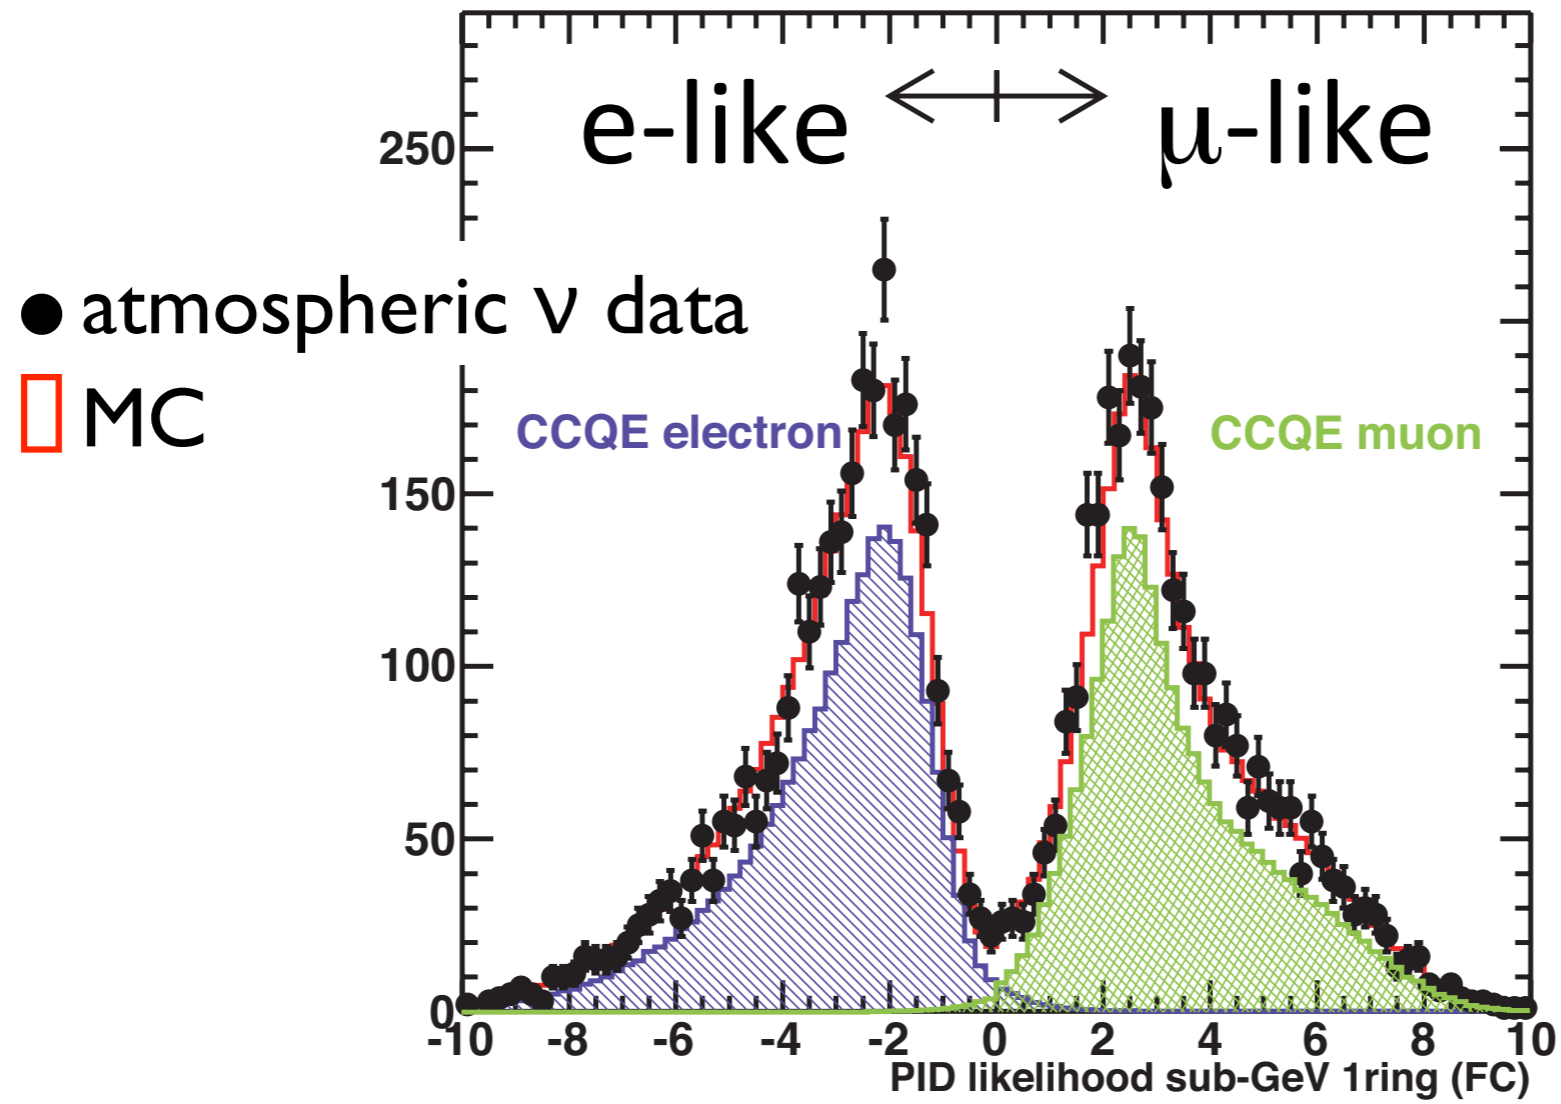 e-like μ-like
250
atmospheric ν data
MC
CCQE electron CCQE muon
150
100
50
0
-10 -8 -6 -4 -2 0 2 4 6 8 10
PID likelihood sub-GeV 1ring (FC)